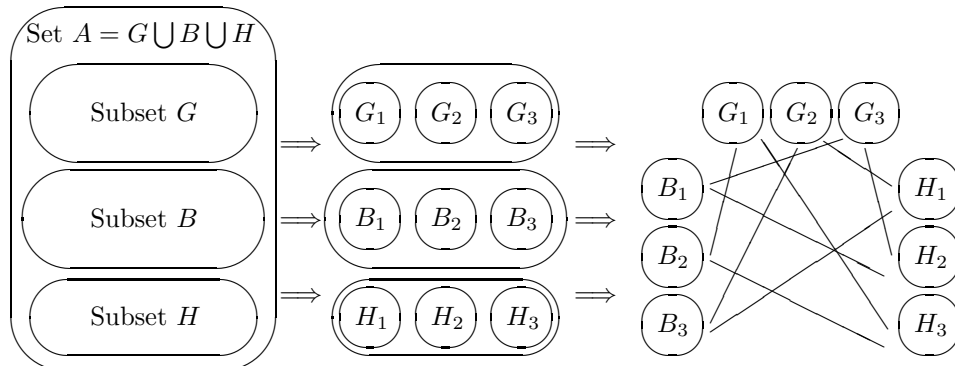 Set A = G ⋃ B ⋃ H
Subset G
G₁ G₂ G₃
Subset B
B₁ B₂ B₃
Subset H
H₁ H₂ H₃
G₁ G₂ G₃
B₁ H₁
B₂ H₂
B₃ H₃